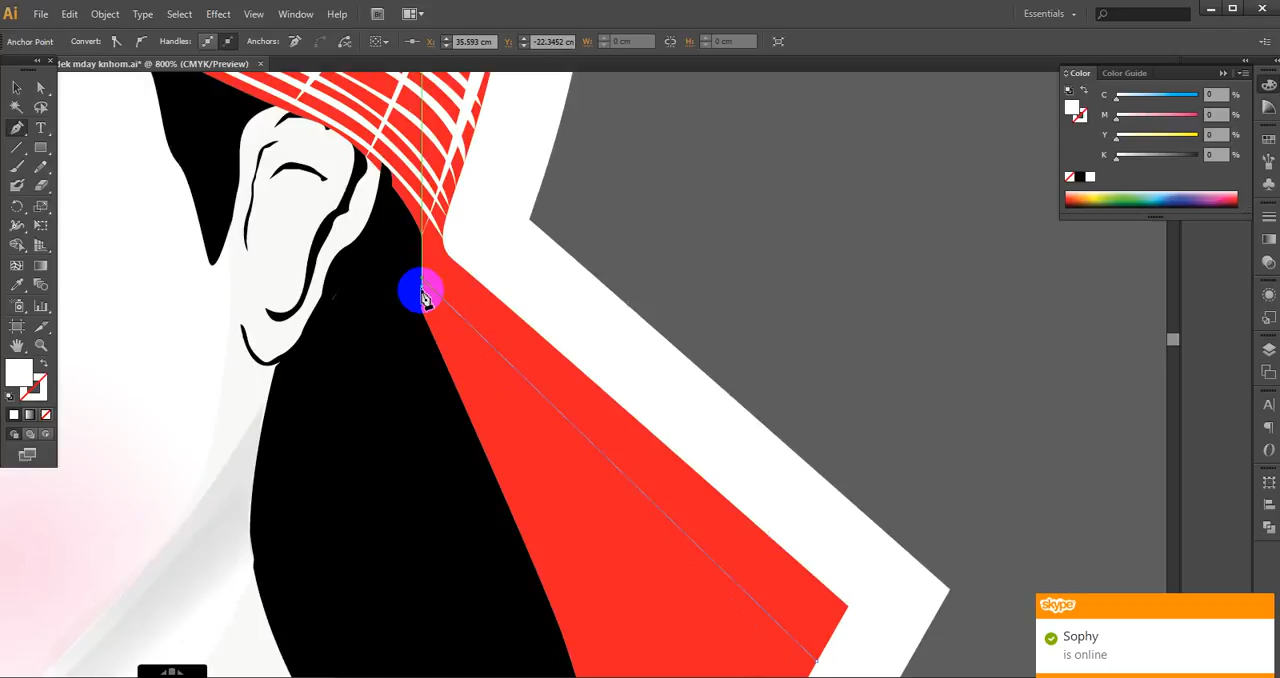 Ai File Edit Object Type Select Effect View Window Help Br Essentials
Anchor Point Convert: Handles: Anchors: X: 35.593 cm Y: -22.3452 cm W: 0 cm H: 0 cm
dek mday knhom.ai* @ 800% (CMYK/Preview) ×
Color Color Guide
C 0 %
M 0 %
Y 0 %
K 0 %
skype
Sophy
is online